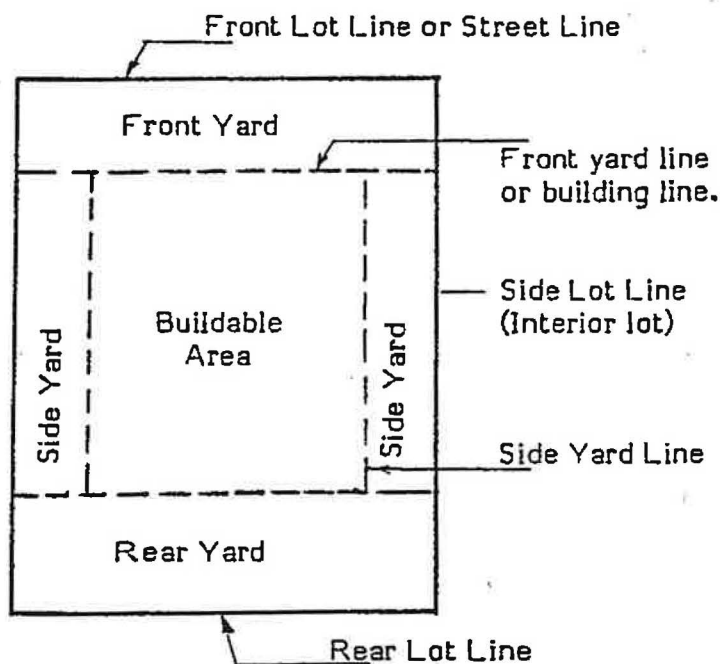 Front Lot Line or Street Line
Front Yard
Front yard line
or building line.
Side Lot Line
(Interior lot)
Buildable
Area
Side Yard
Side Yard
Side Yard Line
Rear Yard
Rear Lot Line